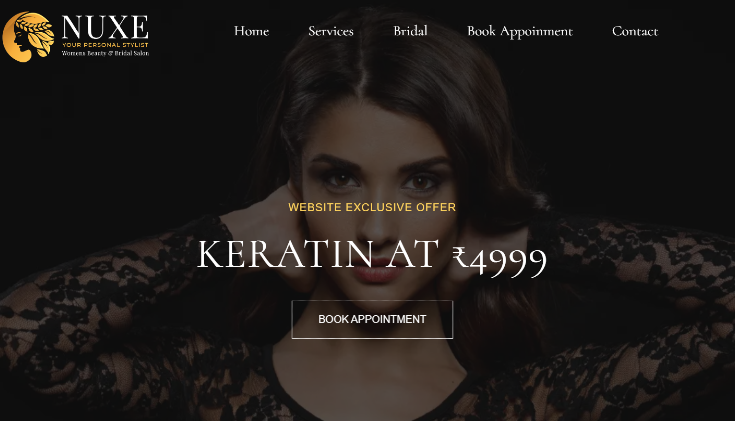 NUXE
YOUR PERSONAL STYLIST
Womens Beauty & Bridal Salon
Home Services Bridal Book Appoinment Contact
WEBSITE EXCLUSIVE OFFER
KERATIN AT ₹4999
BOOK APPOINTMENT